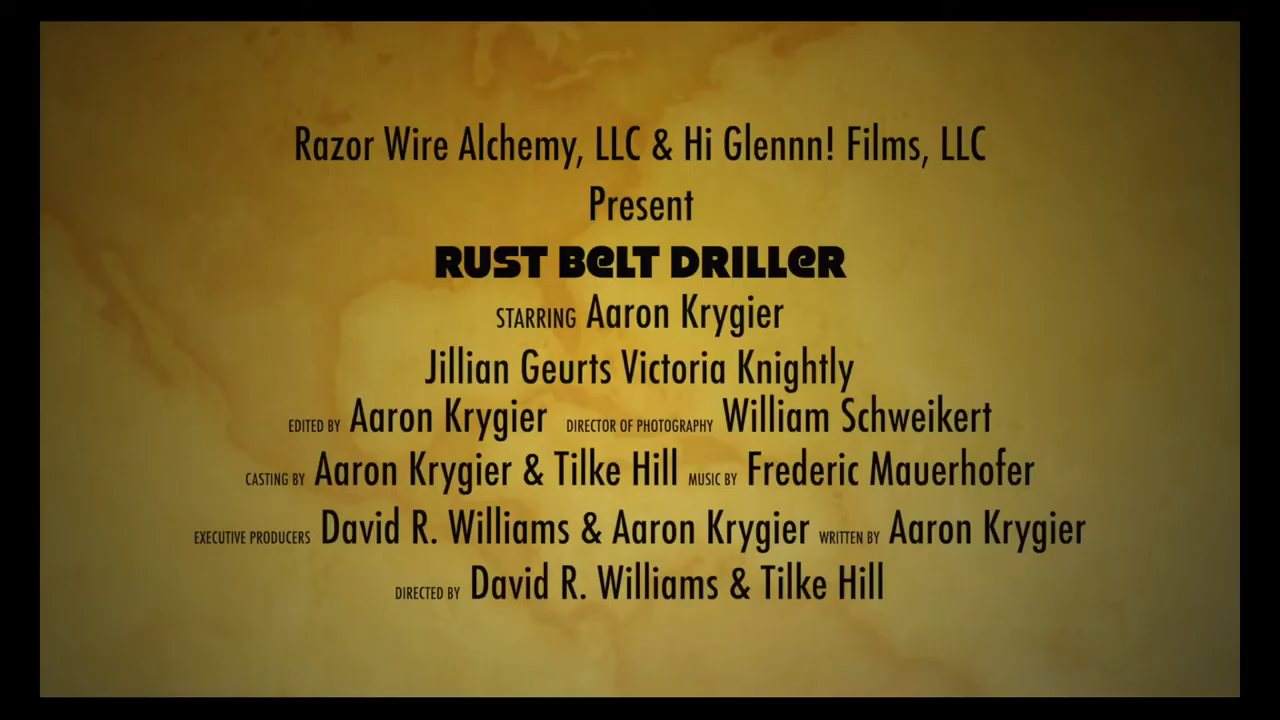 Razor Wire Alchemy, LLC & Hi Glennn! Films, LLC
Present
RUST BELT DRILLER
STARRING Aaron Krygier
Jillian Geurts Victoria Knightly
EDITED BY Aaron Krygier DIRECTOR OF PHOTOGRAPHY William Schweikert
CASTING BY Aaron Krygier & Tilke Hill MUSIC BY Frederic Mauerhofer
EXECUTIVE PRODUCERS David R. Williams & Aaron Krygier WRITTEN BY Aaron Krygier
DIRECTED BY David R. Williams & Tilke Hill